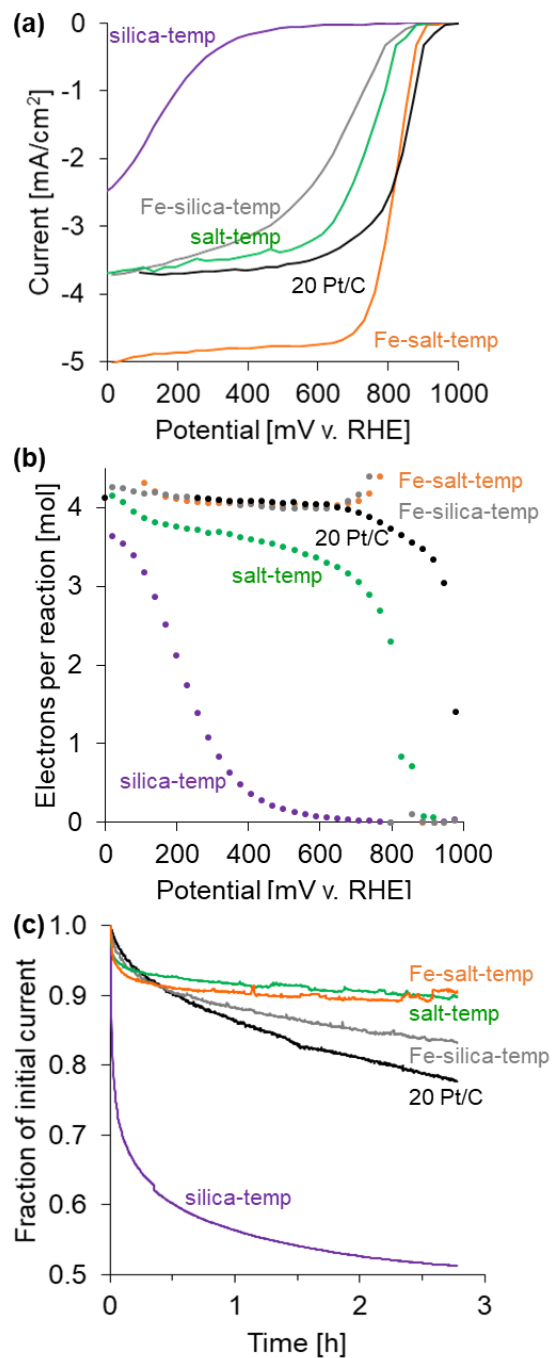 (a)
0
silica-temp
-1
-2
Fe-silica-temp
salt-temp
-3
20 Pt/C
-4
Fe-salt-temp
-5
Current [mA/cm²]
0 200 400 600 800 1000
Potential [mV v. RHE]
(b)
Fe-salt-temp
4
Fe-silica-temp
20 Pt/C
salt-temp
3
2
1
silica-temp
0
Electrons per reaction [mol]
0 200 400 600 800 1000
Potential [mV v. RHE]
(c)
1.0
Fe-salt-temp
0.9
salt-temp
Fe-silica-temp
0.8
20 Pt/C
0.7
silica-temp
0.6
0.5
Fraction of initial current
0 1 2 3
Time [h]